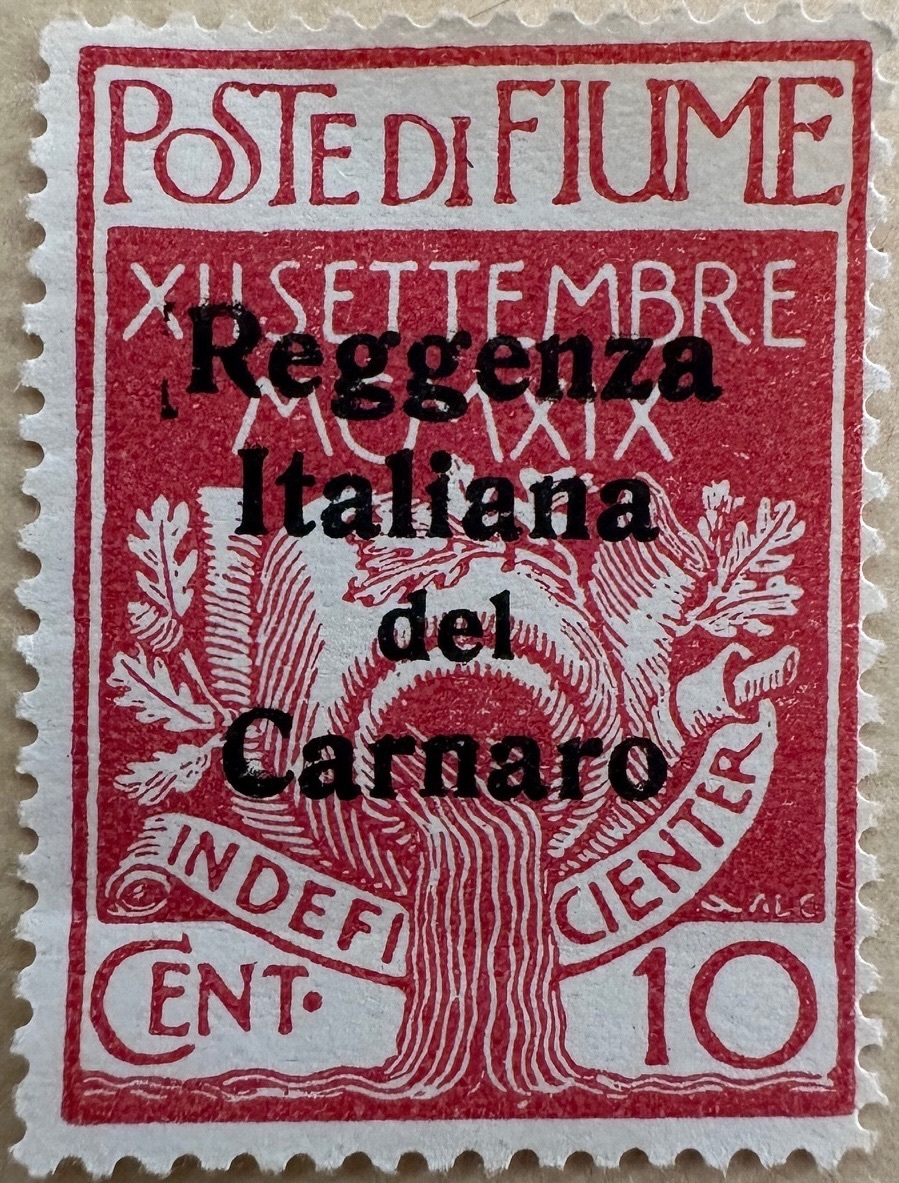 POSTE DI FIUME
XII SETTEMBRE
Reggenza
MCMXIX
Italiana
del
Carnaro
INDEFI CIENTER
CENT. 10